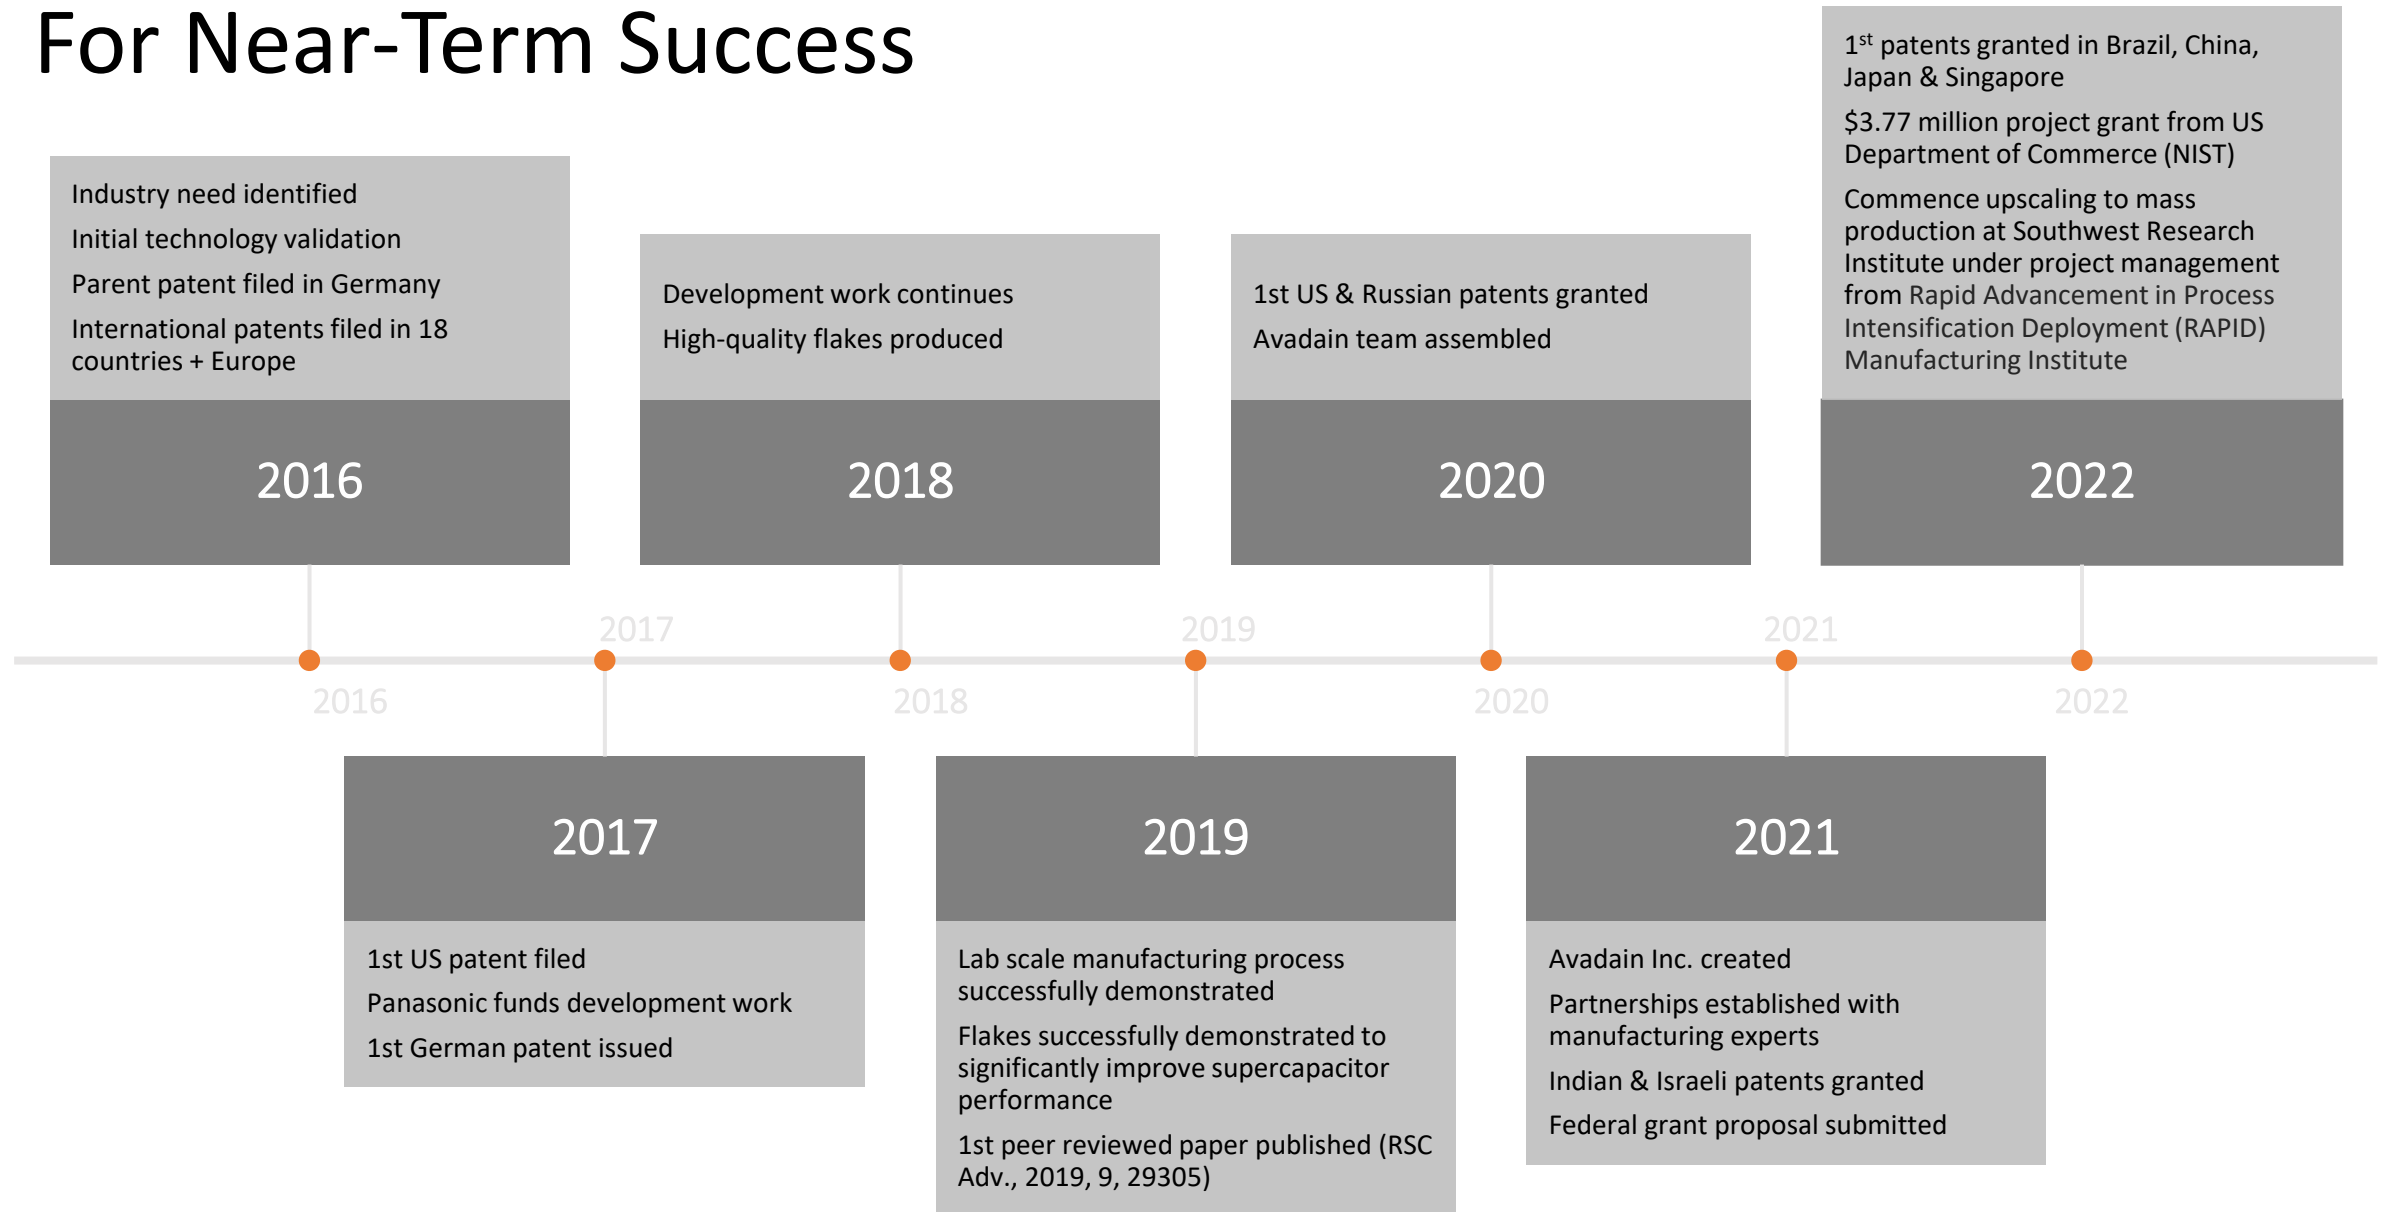 For Near-Term Success
Industry need identified
Initial technology validation
Parent patent filed in Germany
International patents filed in 18
countries + Europe
2016
Development work continues
High-quality flakes produced
2018
1st US & Russian patents granted
Avadain team assembled
2020
1st patents granted in Brazil, China,
Japan & Singapore
$3.77 million project grant from US
Department of Commerce (NIST)
Commence upscaling to mass
production at Southwest Research
Institute under project management
from Rapid Advancement in Process
Intensification Deployment (RAPID)
Manufacturing Institute
2022
2017
2019
2021
2016
2018
2020
2022
2017
1st US patent filed
Panasonic funds development work
1st German patent issued
2019
Lab scale manufacturing process
successfully demonstrated
Flakes successfully demonstrated to
significantly improve supercapacitor
performance
1st peer reviewed paper published (RSC
Adv., 2019, 9, 29305)
2021
Avadain Inc. created
Partnerships established with
manufacturing experts
Indian & Israeli patents granted
Federal grant proposal submitted